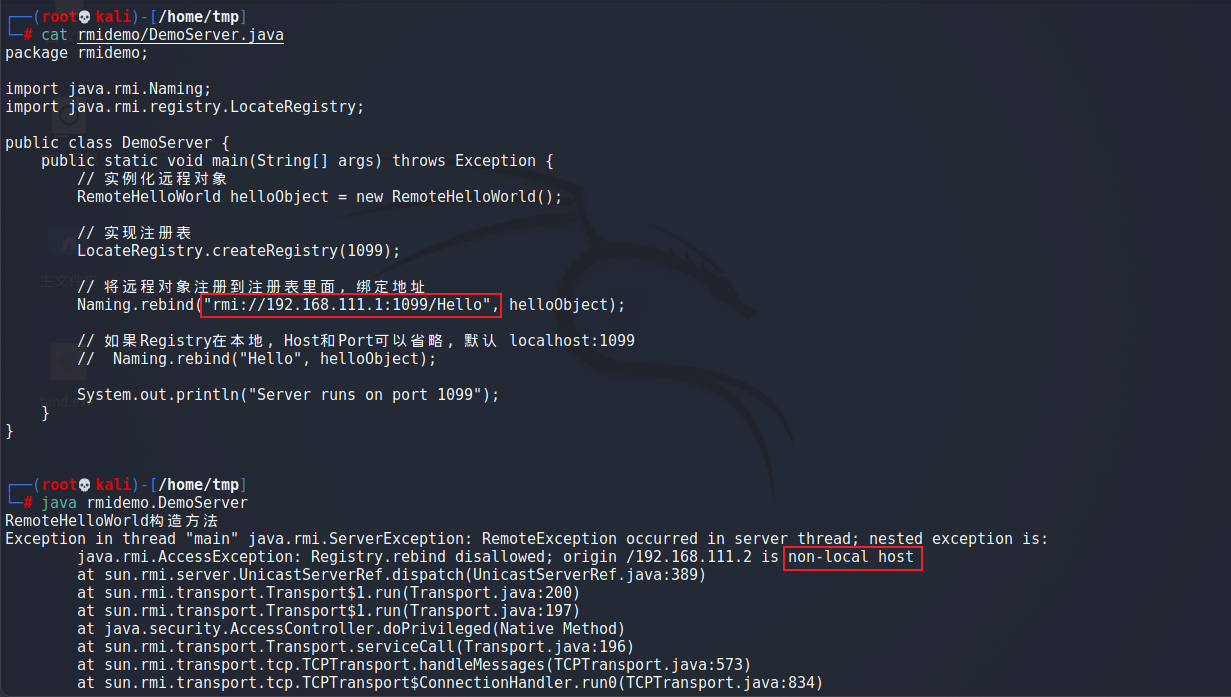 ┌──(root💀kali)-[/home/tmp]
└─# cat rmidemo/DemoServer.java
package rmidemo;

import java.rmi.Naming;
import java.rmi.registry.LocateRegistry;

public class DemoServer {
    public static void main(String[] args) throws Exception {
        // 实例化远程对象
        RemoteHelloWorld helloObject = new RemoteHelloWorld();

        // 实现注册表
        LocateRegistry.createRegistry(1099);

        // 将远程对象注册到注册表里面, 绑定地址
        Naming.rebind("rmi://192.168.111.1:1099/Hello", helloObject);

        // 如果Registry在本地, Host和Port可以省略, 默认 localhost:1099
        //  Naming.rebind("Hello", helloObject);

        System.out.println("Server runs on port 1099");
    }
}

┌──(root💀kali)-[/home/tmp]
└─# java rmidemo.DemoServer
RemoteHelloWorld构造方法
Exception in thread "main" java.rmi.ServerException: RemoteException occurred in server thread; nested exception is:
        java.rmi.AccessException: Registry.rebind disallowed; origin /192.168.111.2 is non-local host
        at sun.rmi.server.UnicastServerRef.dispatch(UnicastServerRef.java:389)
        at sun.rmi.transport.Transport$1.run(Transport.java:200)
        at sun.rmi.transport.Transport$1.run(Transport.java:197)
        at java.security.AccessController.doPrivileged(Native Method)
        at sun.rmi.transport.Transport.serviceCall(Transport.java:196)
        at sun.rmi.transport.tcp.TCPTransport.handleMessages(TCPTransport.java:573)
        at sun.rmi.transport.tcp.TCPTransport$ConnectionHandler.run0(TCPTransport.java:834)